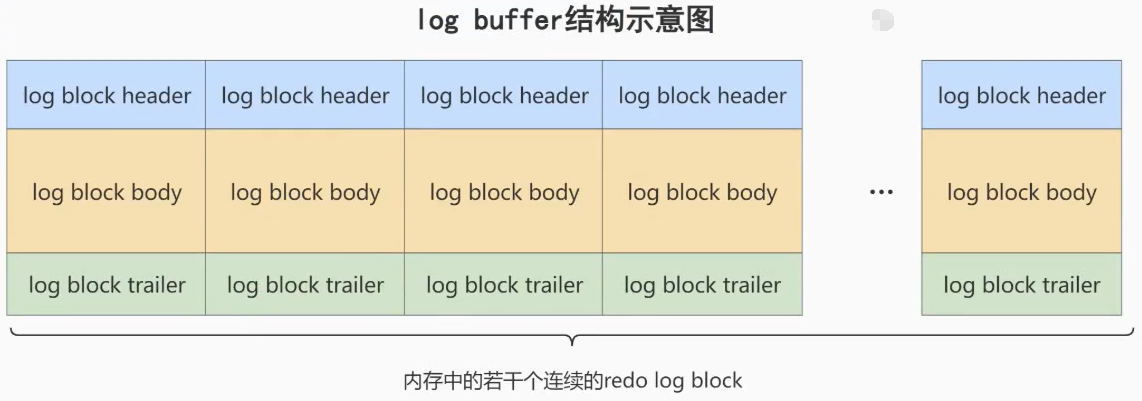 log buffer结构示意图
log block header log block header log block header log block header log block header
log block body log block body log block body log block body ... log block body
log block trailer log block trailer log block trailer log block trailer log block trailer
内存中的若干个连续的redo log block